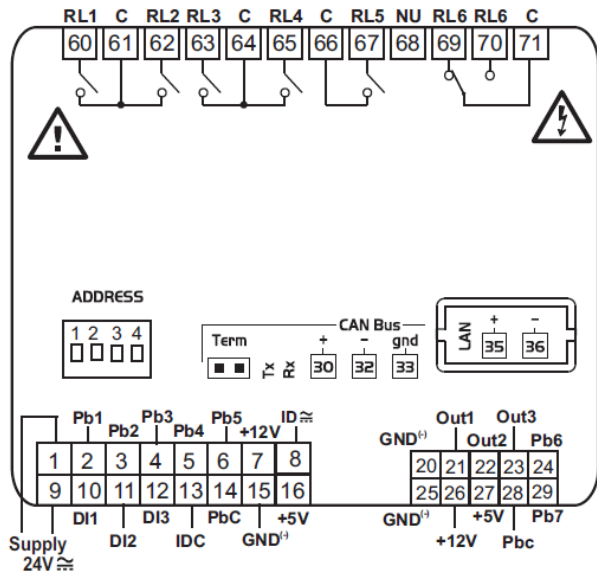 RL1 C RL2 RL3 C RL4 C RL5 NU RL6 RL6 C
60 61 62 63 64 65 66 67 68 69 70 71
ADDRESS
1 2 3 4
CAN Bus
Term + - gnd
Tx Rx 30 32 33
LAN + -
35 36
Pb1 Pb3 Pb5 ID≂
Pb2 Pb4 +12V
1 2 3 4 5 6 7 8
9 10 11 12 13 14 15 16
DI1 DI3 PbC +5V
DI2 IDC GND(-)
Supply
24V≂
Out1 Out3
GND(-) Out2 Pb6
20 21 22 23 24
25 26 27 28 29
GND(-) +5V Pb7
+12V Pbc